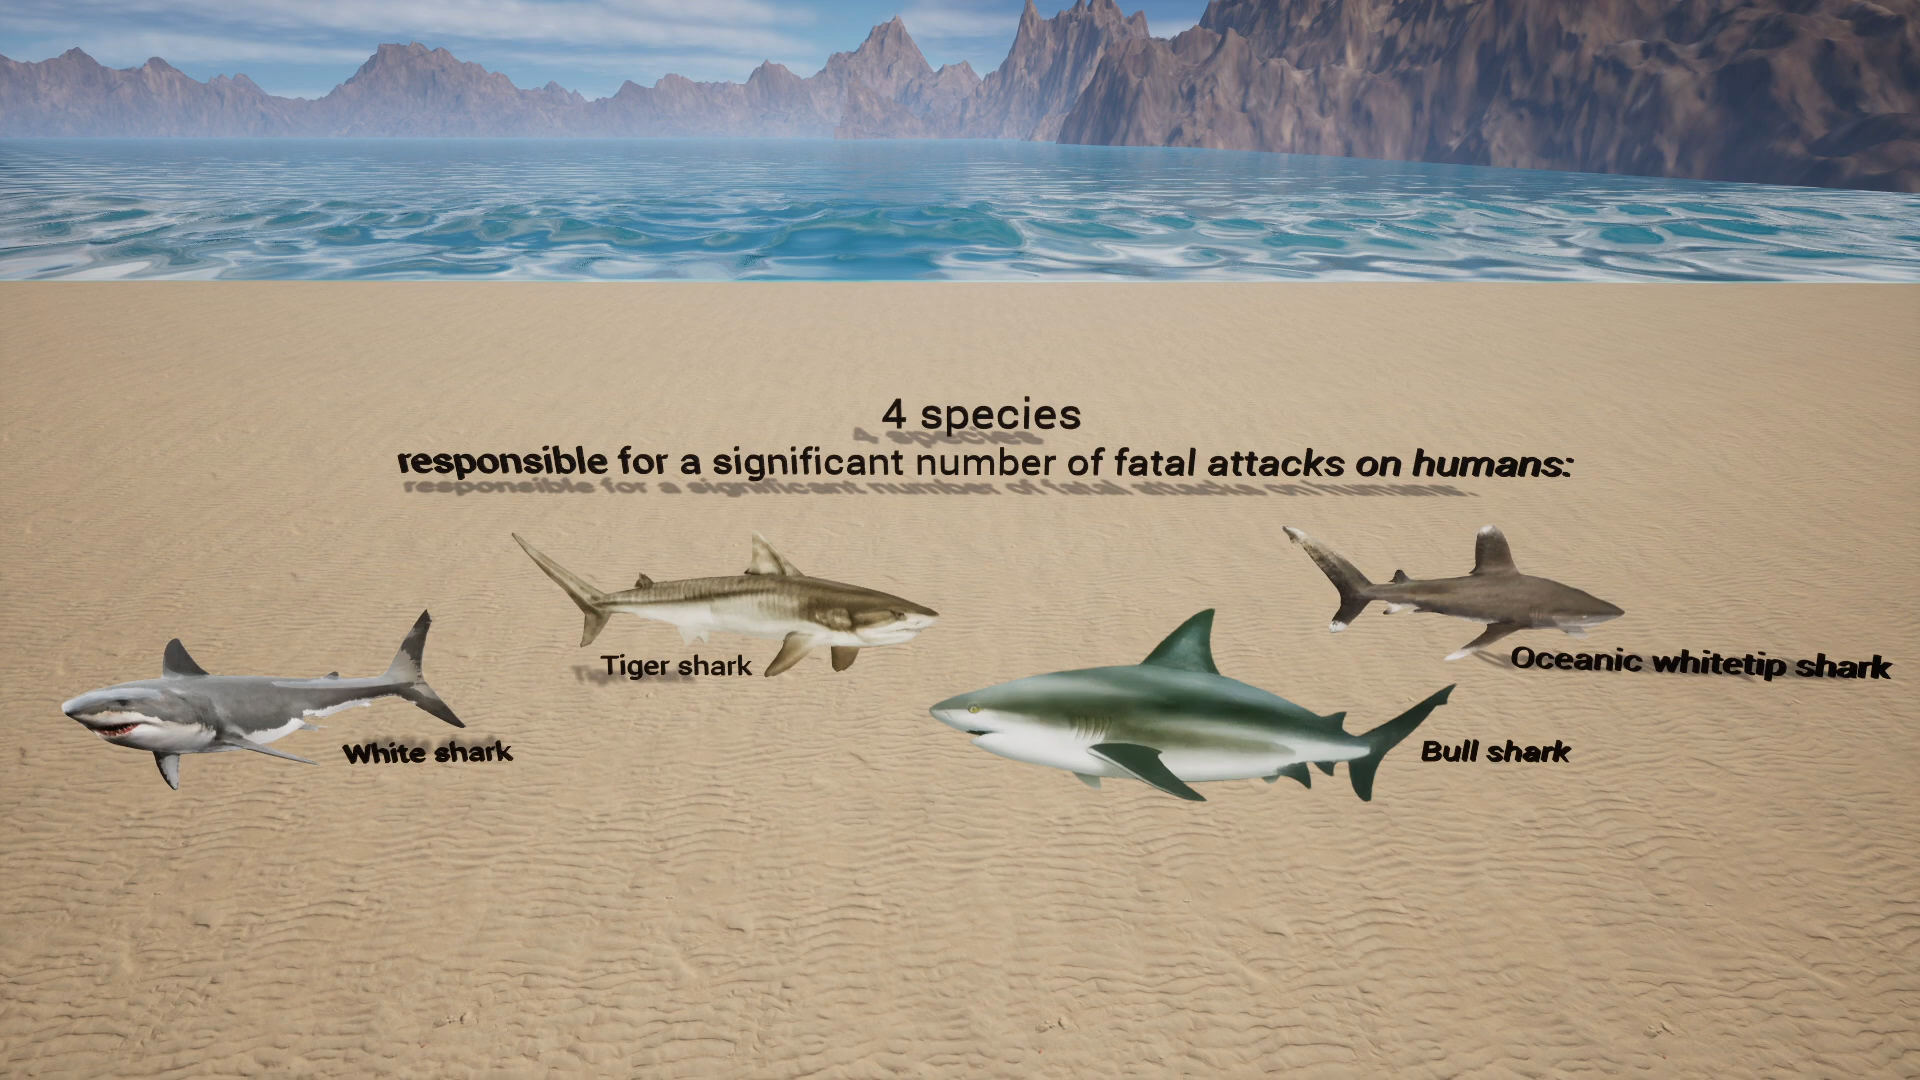 4 species
responsible for a significant number of fatal attacks on humans:
Tiger shark
Oceanic whitetip shark
White shark
Bull shark